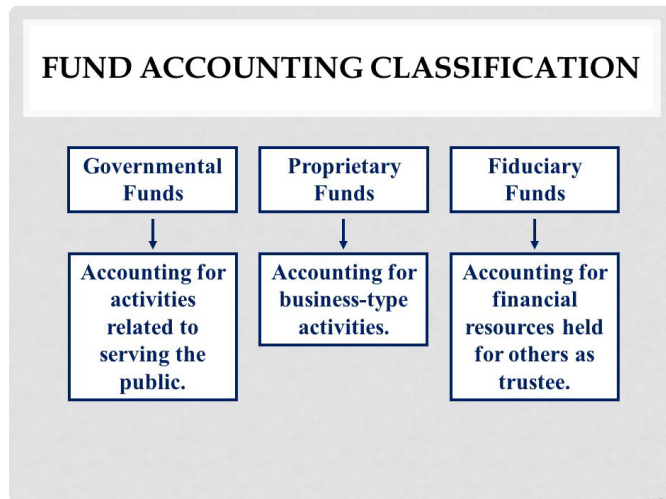 FUND ACCOUNTING CLASSIFICATION
Governmental
Funds
Accounting for
activities
related to
serving the
public.
Proprietary
Funds
Accounting for
business-type
activities.
Fiduciary
Funds
Accounting for
financial
resources held
for others as
trustee.